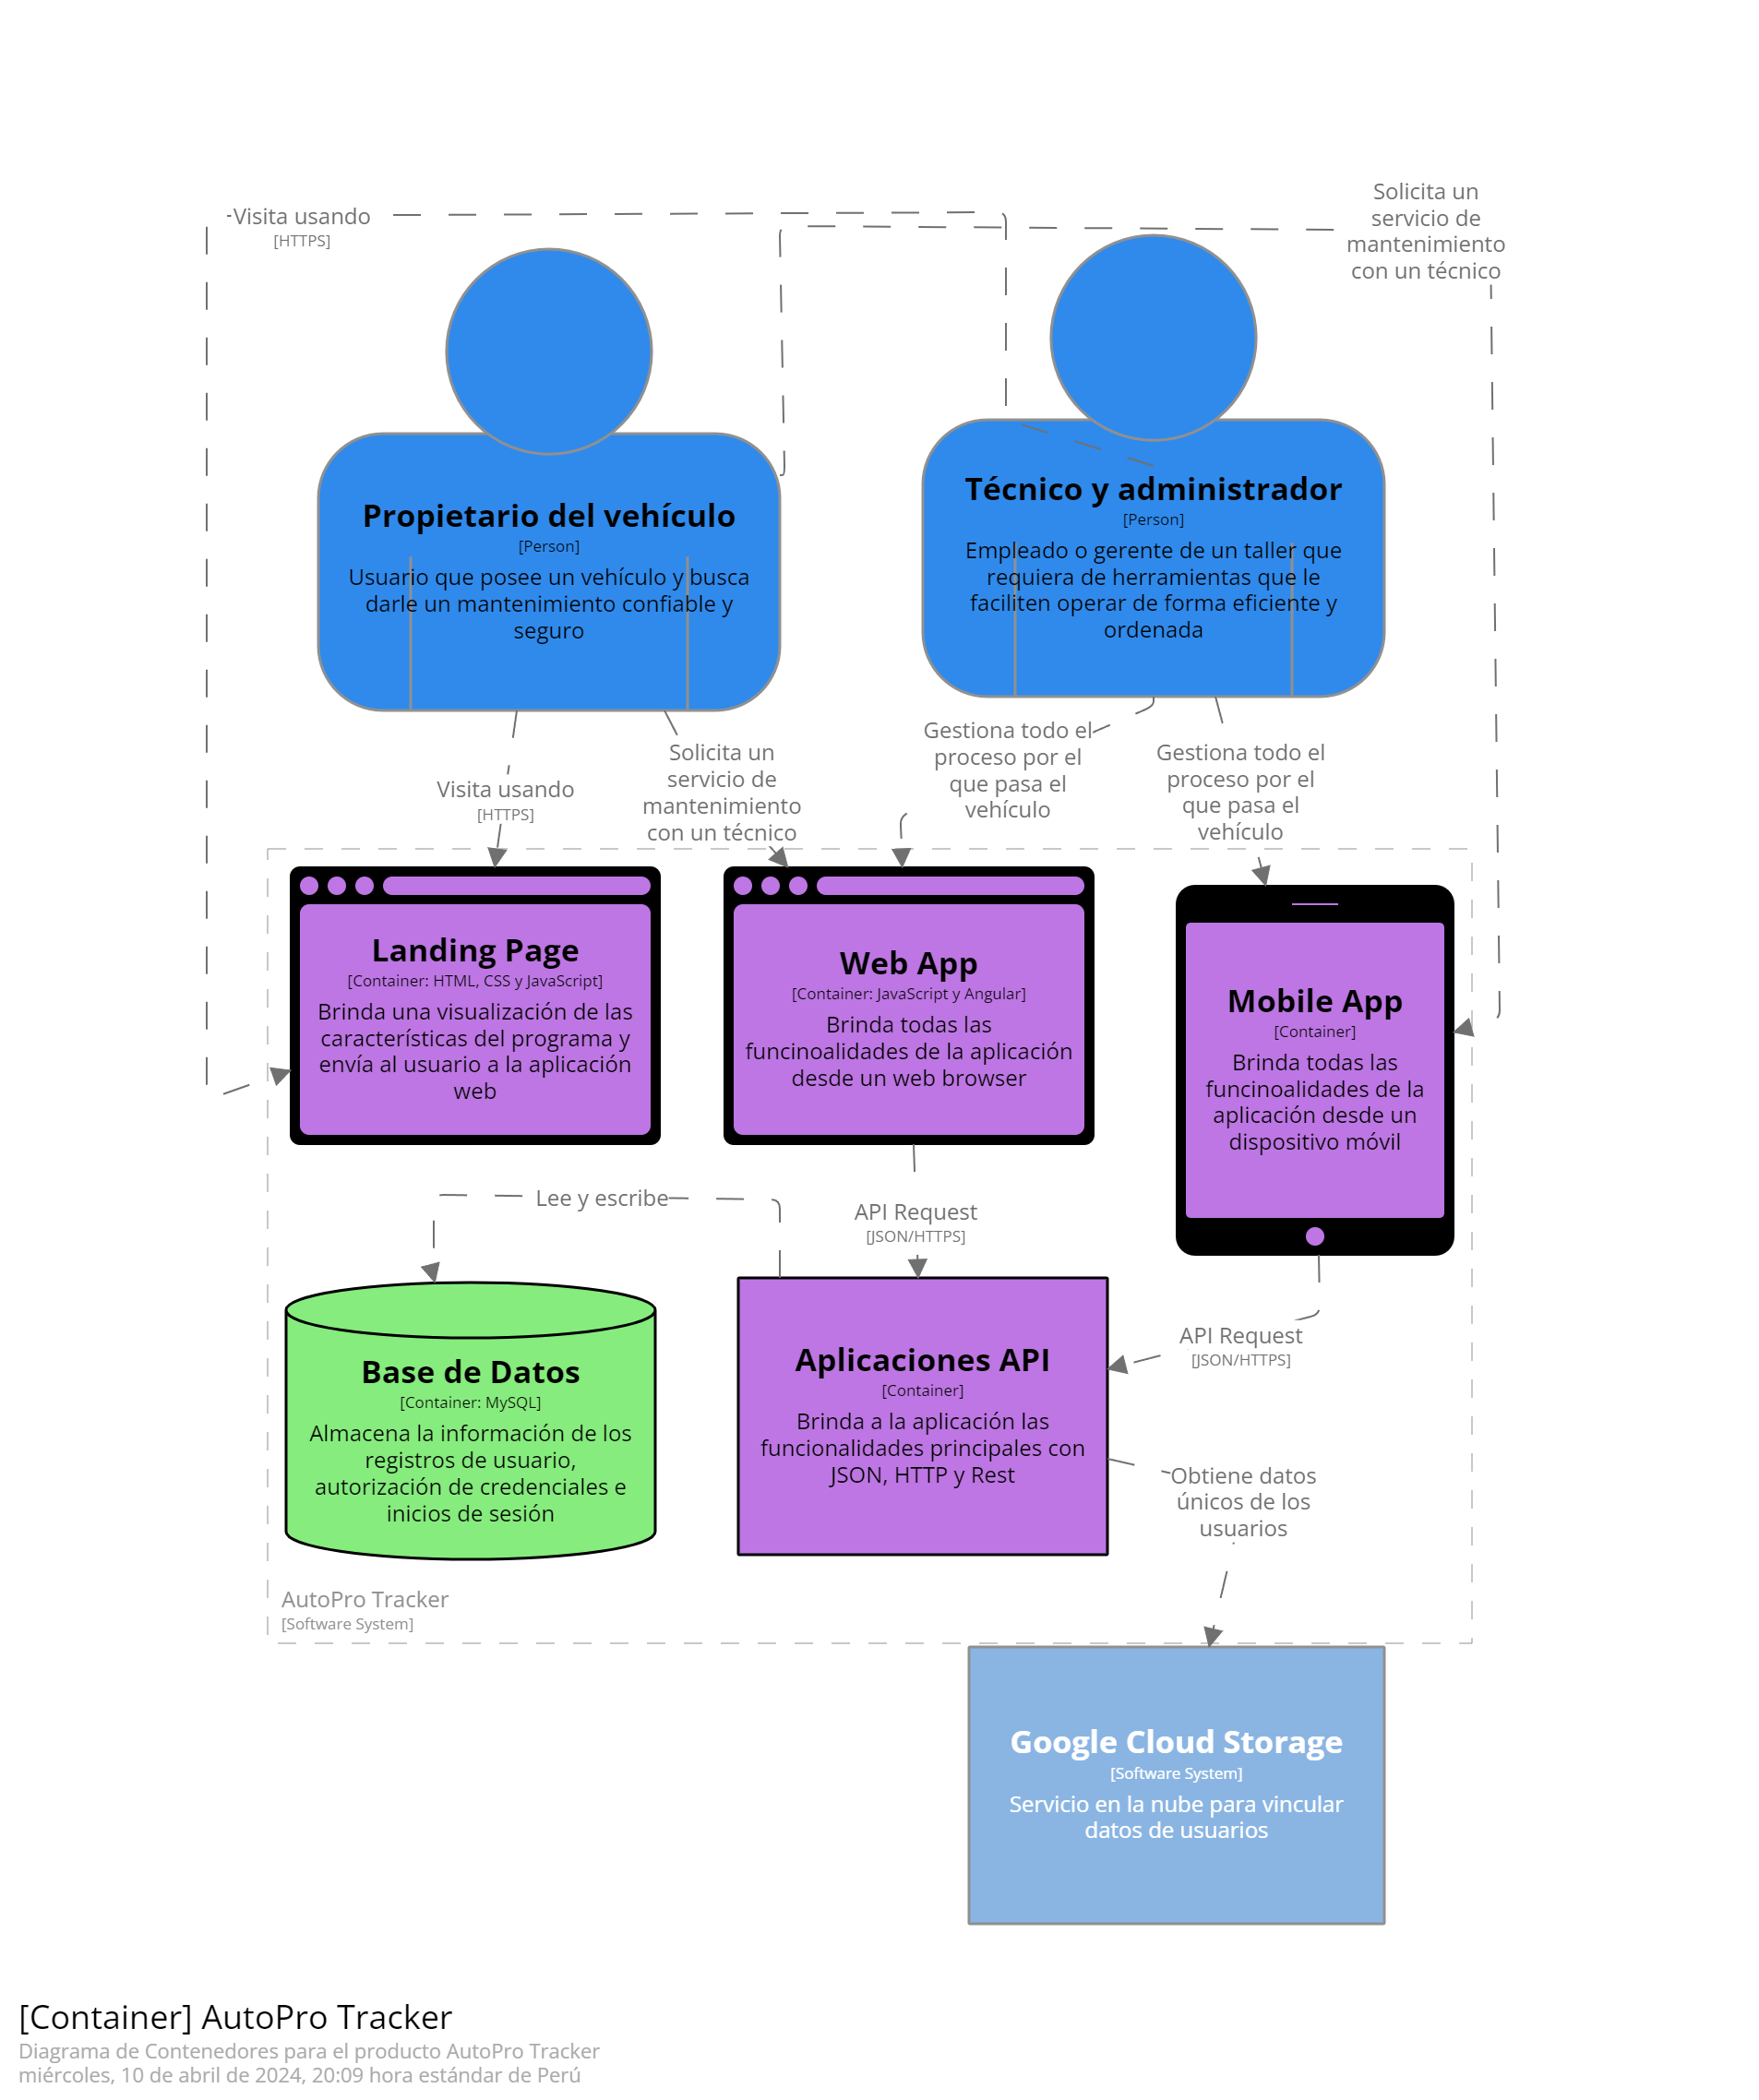 Solicita un
servicio de
mantenimiento
con un técnico
Visita usando
[HTTPS]
Propietario del vehículo
[Person]
Usuario que posee un vehículo y busca
darle un mantenimiento confiable y
seguro
Técnico y administrador
[Person]
Empleado o gerente de un taller que
requiera de herramientas que le
faciliten operar de forma eficiente y
ordenada
Visita usando
[HTTPS]
Solicita un
servicio de
mantenimiento
con un técnico
Gestiona todo el
proceso por el
que pasa el
vehículo
Gestiona todo el
proceso por el
que pasa el
vehículo
Landing Page
[Container: HTML, CSS y JavaScript]
Brinda una visualización de las
características del programa y
envía al usuario a la aplicación
web
Web App
[Container: JavaScript y Angular]
Brinda todas las
funcinoalidades de la aplicación
desde un web browser
Mobile App
[Container]
Brinda todas las
funcinoalidades de la
aplicación desde un
dispositivo móvil
Lee y escribe
API Request
[JSON/HTTPS]
API Request
[JSON/HTTPS]
Base de Datos
[Container: MySQL]
Almacena la información de los
registros de usuario,
autorización de credenciales e
inicios de sesión
Aplicaciones API
[Container]
Brinda a la aplicación las
funcionalidades principales con
JSON, HTTP y Rest
Obtiene datos
únicos de los
usuarios
AutoPro Tracker
[Software System]
Google Cloud Storage
[Software System]
Servicio en la nube para vincular
datos de usuarios
[Container] AutoPro Tracker
Diagrama de Contenedores para el producto AutoPro Tracker
miércoles, 10 de abril de 2024, 20:09 hora estándar de Perú